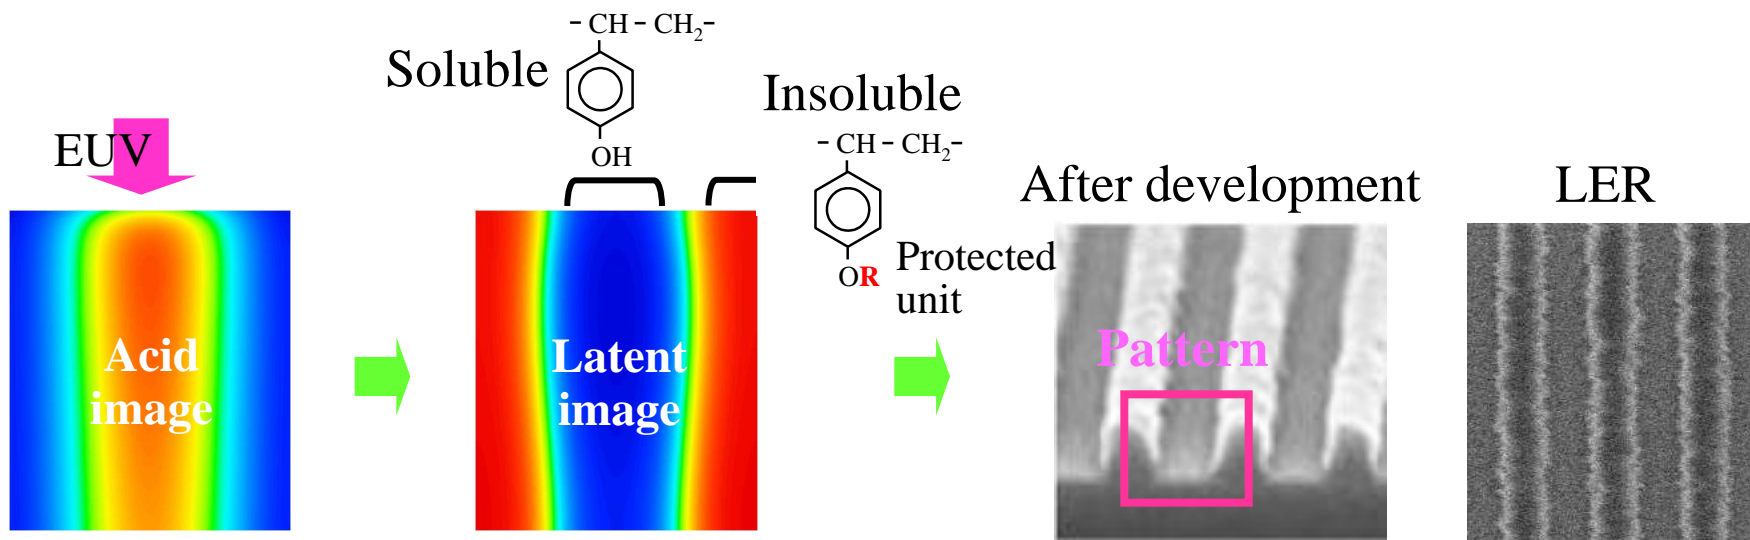 - CH - CH2-
Soluble
OH
Insoluble
- CH - CH2-
OR
Protected
unit
EUV
Acid
image
Latent
image
After development
Pattern
LER